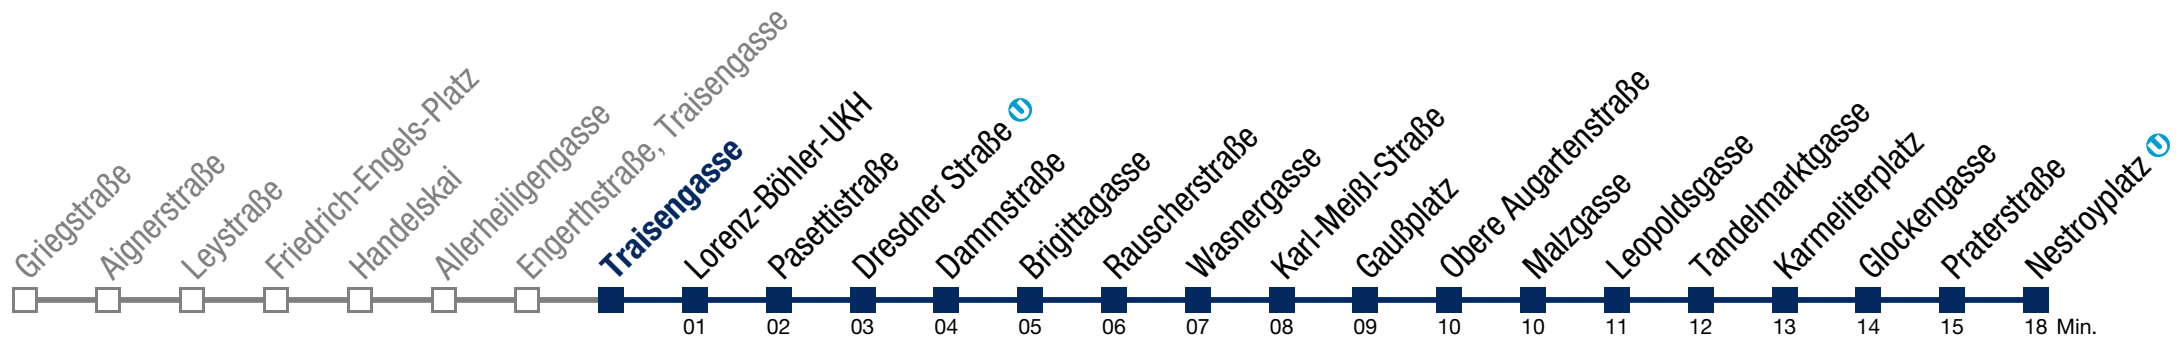 Griegstraße
Aignerstraße
Leystraße
Friedrich-Engels-Platz
Handelskai
Allerheiligengasse
Engerthstraße, Traisengasse
Traisengasse
Lorenz-Böhler-UKH
Pasettistraße
Dresdner Straße U
Dammstraße
Brigittagasse
Rauscherstraße
Wasnergasse
Karl-Meißl-Straße
Gaußplatz
Obere Augartenstraße
Malzgasse
Leopoldsgasse
Tandelmarktgasse
Karmeliterplatz
Glockengasse
Praterstraße
Nestroyplatz U
01 02 03 04 05 06 07 08 09 10 10 11 12 13 14 15 18 Min.